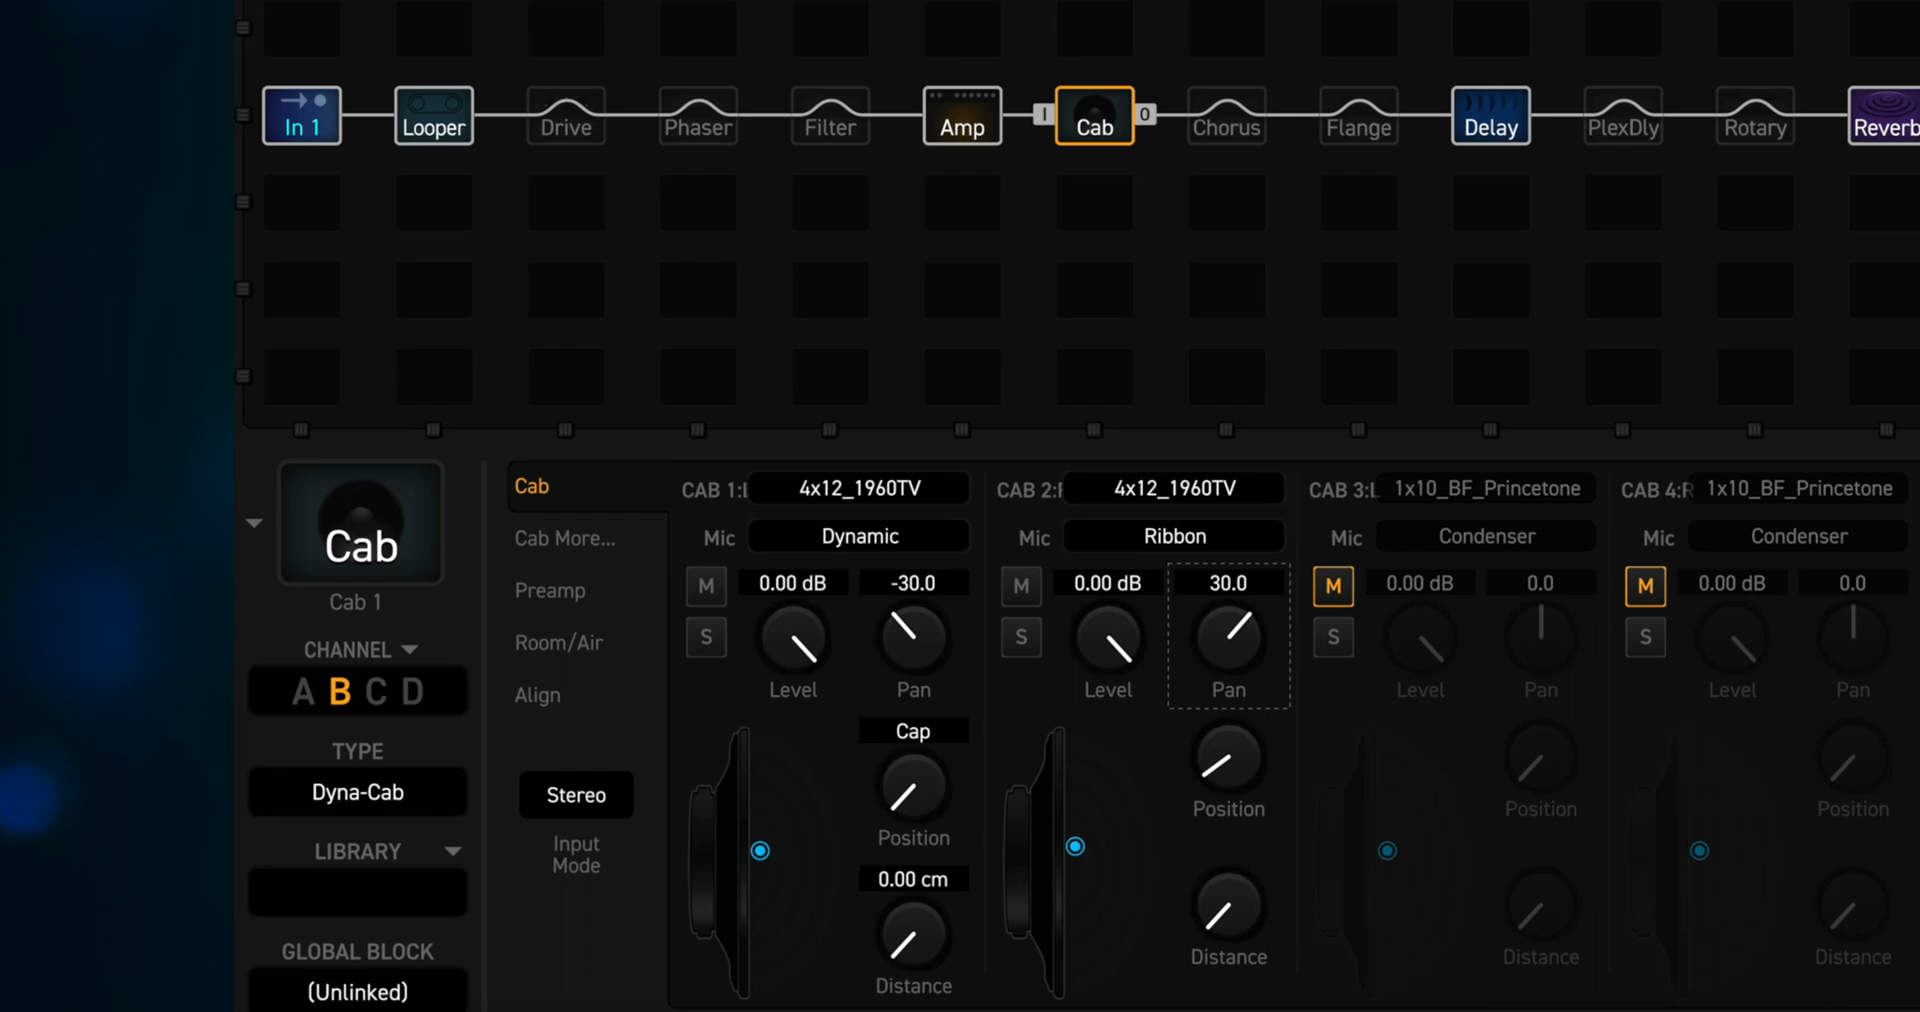 In 1
Looper
Drive
Phaser
Filter
Amp
I
Cab
O
Chorus
Flange
Delay
PlexDly
Rotary
Reverb
Cab
Cab 1
CHANNEL
A B C D
TYPE
Dyna-Cab
LIBRARY
GLOBAL BLOCK
(Unlinked)
Cab
Cab More...
Preamp
Room/Air
Align
Stereo
Input
Mode
CAB 1:L 4x12_1960TV
Mic Dynamic
M 0.00 dB -30.0
S
Level Pan
Cap
Position
0.00 cm
Distance
CAB 2:R 4x12_1960TV
Mic Ribbon
M 0.00 dB 30.0
S
Level Pan
Position
Distance
CAB 3:L 1x10_BF_Princetone
Mic Condenser
M 0.00 dB 0.0
S
Level Pan
Position
Distance
CAB 4:R 1x10_BF_Princetone
Mic Condenser
M 0.00 dB 0.0
S
Level Pan
Position
Distance